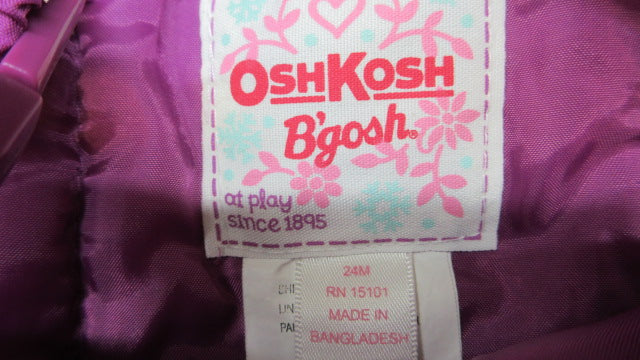 OSHKOSH
B'gosh®
at play
since 1895
24M
RN 15101
MADE IN
BANGLADESH